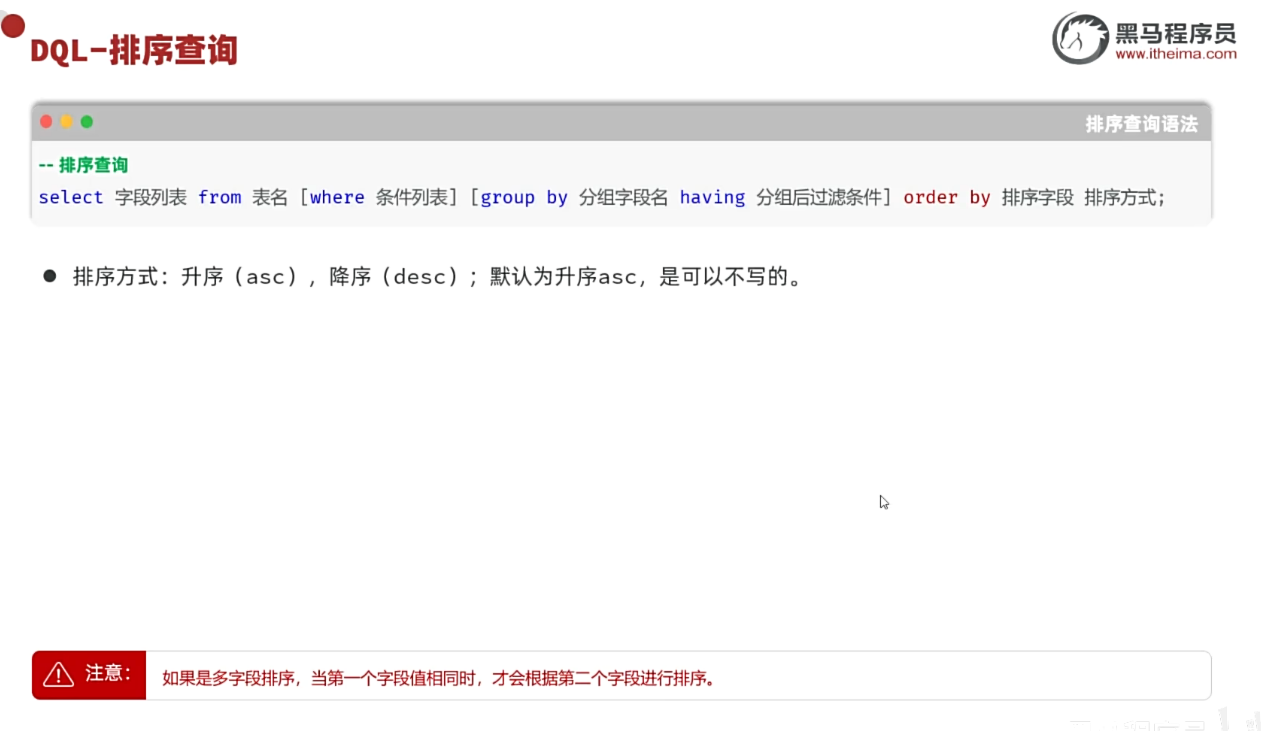 DQL-排序查询
黑马程序员
www.itheima.com
排序查询语法
-- 排序查询
select 字段列表 from 表名 [where 条件列表] [group by 分组字段名 having 分组后过滤条件] order by 排序字段 排序方式;
● 排序方式：升序（asc），降序（desc）；默认为升序asc，是可以不写的。
注意：
如果是多字段排序，当第一个字段值相同时，才会根据第二个字段进行排序。